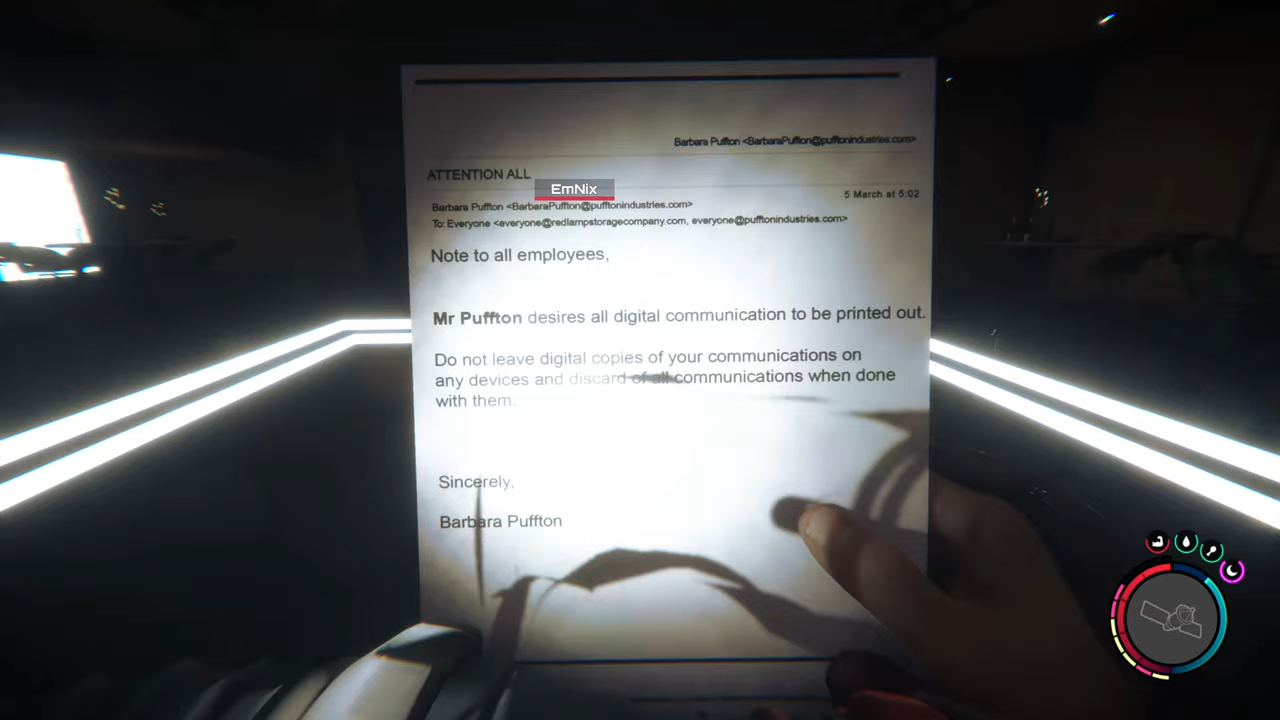 Barbara Puffton <BarbaraPuffton@pufftonindustries.com>
ATTENTION ALL
EmNix
5 March at 5:02
Barbara Puffton <BarbaraPuffton@pufftonindustries.com>
To: Everyone <everyone@redlampstoragecompany.com, everyone@pufftonindustries.com>
Note to all employees,
Mr Puffton desires all digital communication to be printed out.
Do not leave digital copies of your communications on
any devices and discard of all communications when done
with them.
Sincerely,
Barbara Puffton